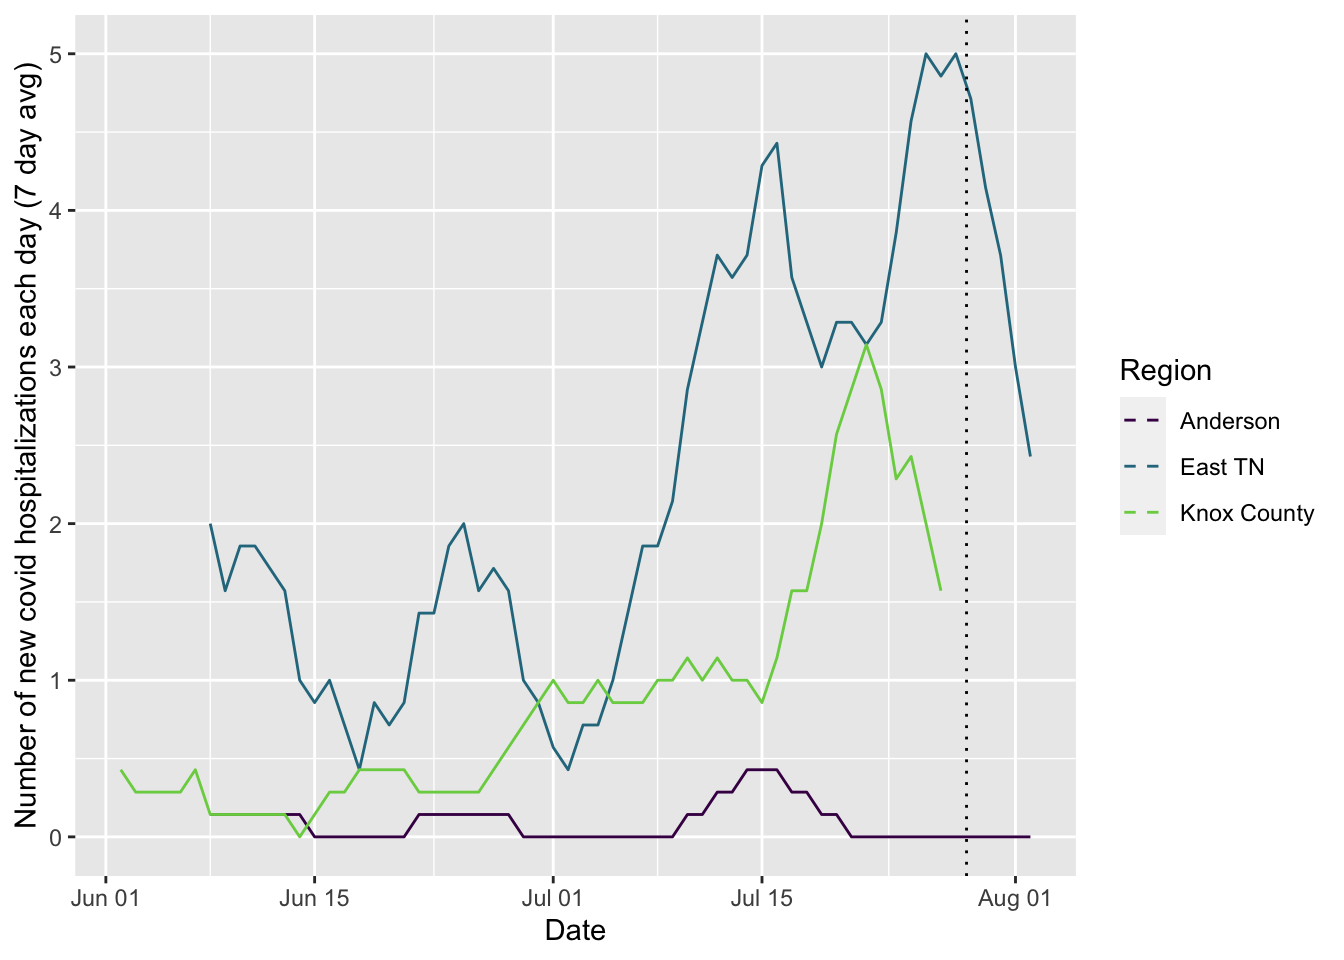 Number of new covid hospitalizations each day (7 day avg)
5
4
3
2
1
0
Jun 01
Jun 15
Jul 01
Jul 15
Aug 01
Date
Region
Anderson
East TN
Knox County